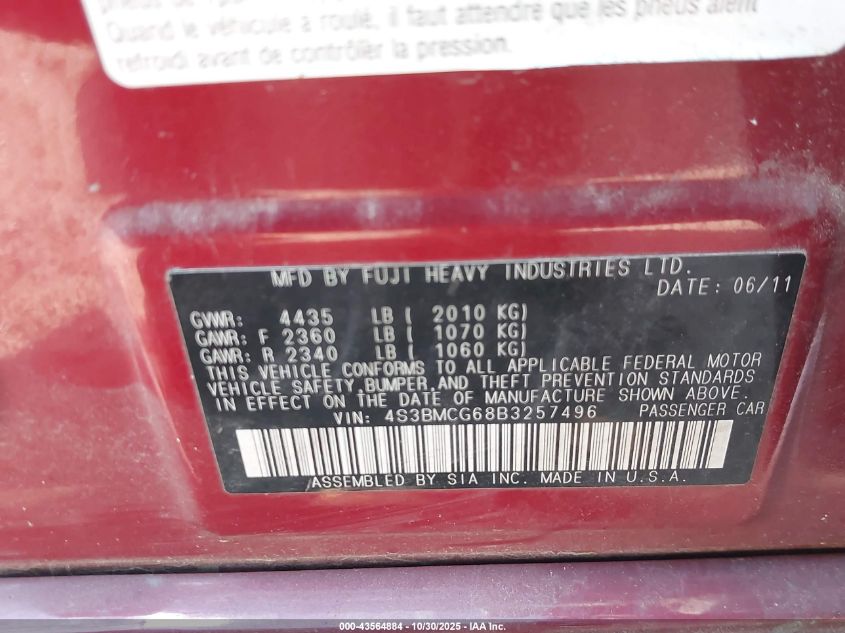 Quand le véhicule a roulé, il faut attendre que les pneus aient
refroidi avant de contrôler la pression.
MFD BY FUJI HEAVY INDUSTRIES LTD.
DATE: 06/11
GVWR: 4435 LB ( 2010 KG)
GAWR: F 2360 LB ( 1070 KG)
GAWR: R 2340 LB ( 1060 KG)
THIS VEHICLE CONFORMS TO ALL APPLICABLE FEDERAL MOTOR
VEHICLE SAFETY,BUMPER,AND THEFT PREVENTION STANDARDS
IN EFFECT ON THE DATE OF MANUFACTURE SHOWN ABOVE.
VIN: 4S3BMCG68B3257496 PASSENGER CAR
ASSEMBLED BY SIA INC. MADE IN U.S.A.
000-43564884 - 10/30/2025 - IAA Inc.